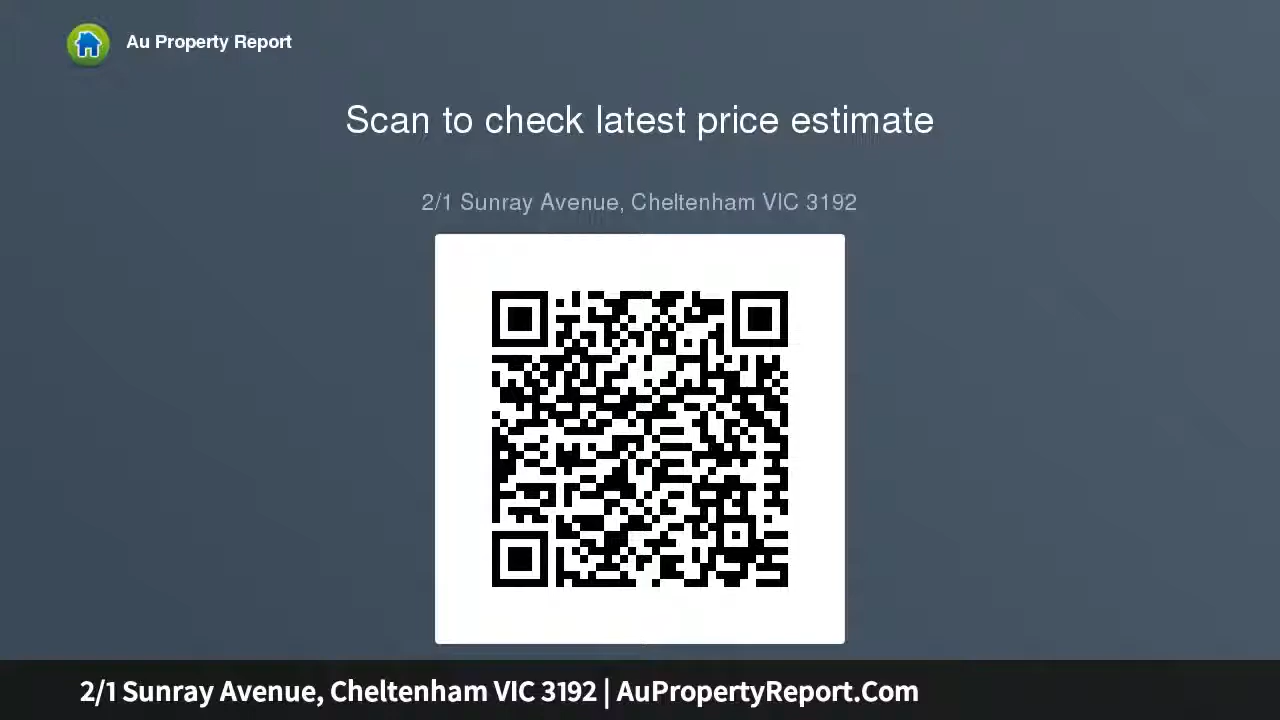 Au Property Report
Scan to check latest price estimate
2/1 Sunray Avenue, Cheltenham VIC 3192
2/1 Sunray Avenue, Cheltenham VIC 3192 | AuPropertyReport.Com